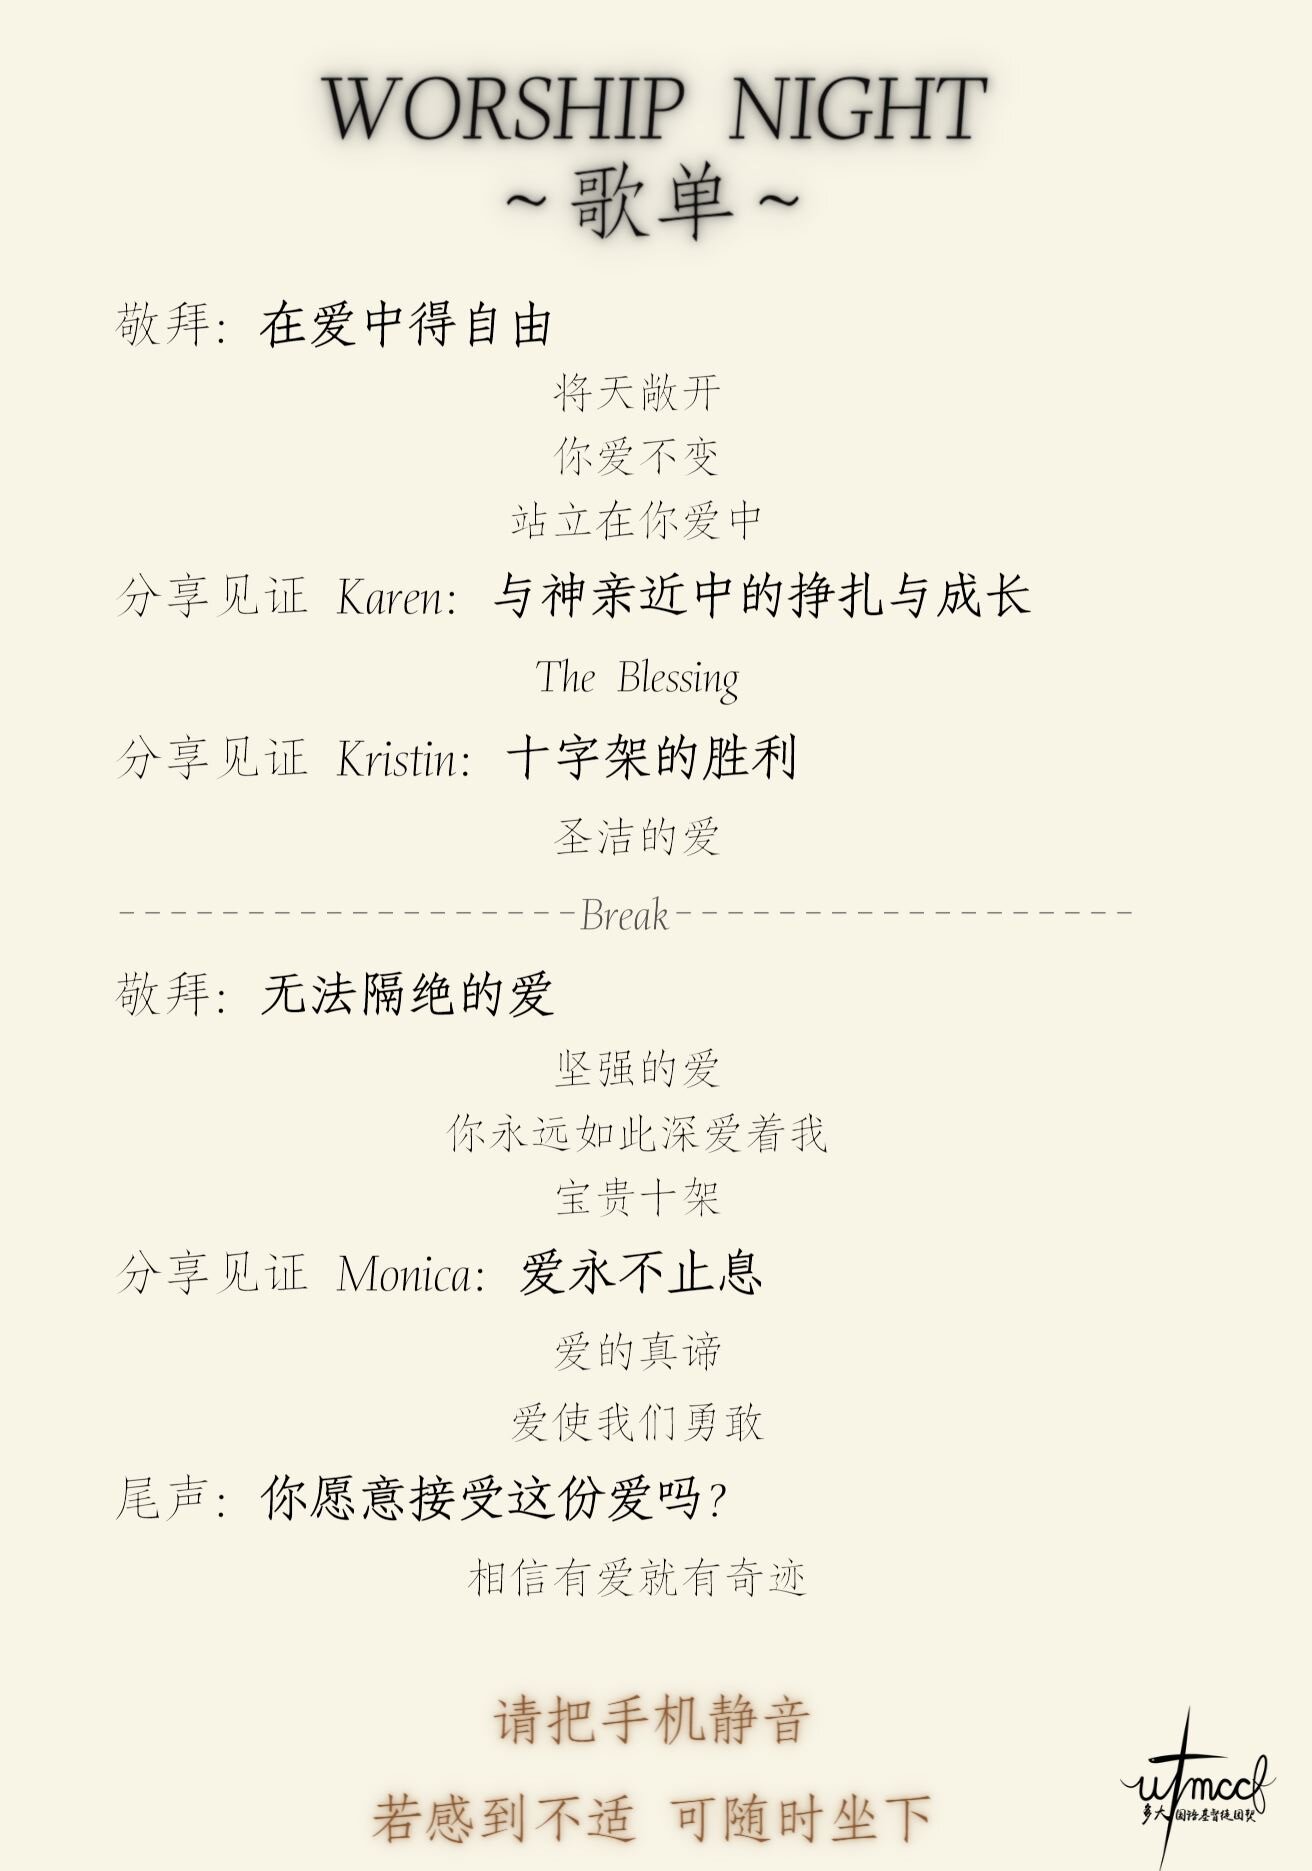 WORSHIP NIGHT
~歌单~
敬拜：在爱中得自由
将天敞开
你爱不变
站立在你爱中
分享见证 Karen：与神亲近中的挣扎与成长
The Blessing
分享见证 Kristin：十字架的胜利
圣洁的爱
------------------Break------------------
敬拜：无法隔绝的爱
坚强的爱
你永远如此深爱着我
宝贵十架
分享见证 Monica：爱永不止息
爱的真谛
爱使我们勇敢
尾声：你愿意接受这份爱吗？
相信有爱就有奇迹
请把手机静音
若感到不适 可随时坐下
utmccf
多大国语基督徒团契